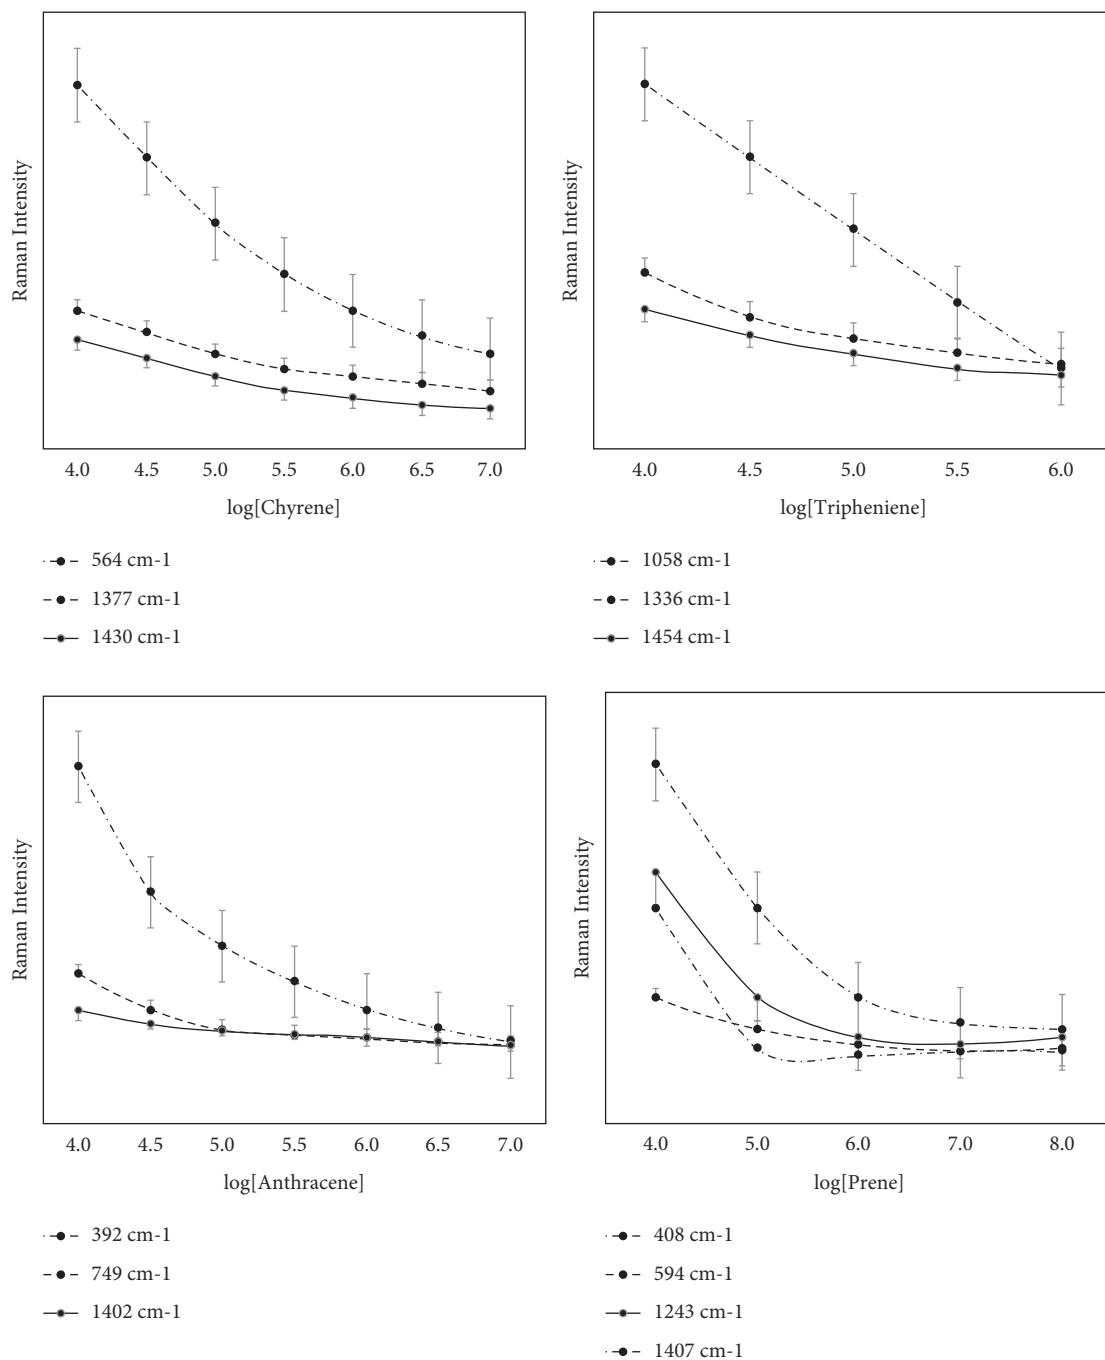 Raman Intensity
4.0 4.5 5.0 5.5 6.0 6.5 7.0
log[Chyrene]
564 cm-1
1377 cm-1
1430 cm-1
Raman Intensity
4.0 4.5 5.0 5.5 6.0
log[Tripheniene]
1058 cm-1
1336 cm-1
1454 cm-1
Raman Intensity
4.0 4.5 5.0 5.5 6.0 6.5 7.0
log[Anthracene]
392 cm-1
749 cm-1
1402 cm-1
Raman Intensity
4.0 5.0 6.0 7.0 8.0
log[Prene]
408 cm-1
594 cm-1
1243 cm-1
1407 cm-1